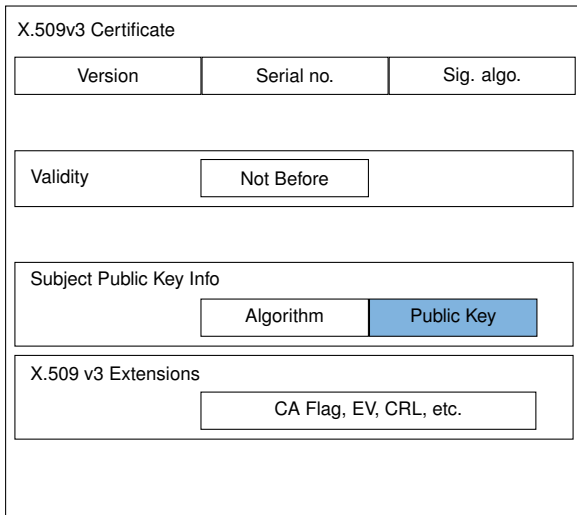 X.509v3 Certificate
Version Serial no. Sig. algo.
Validity Not Before
Subject Public Key Info
Algorithm Public Key
X.509 v3 Extensions
CA Flag, EV, CRL, etc.